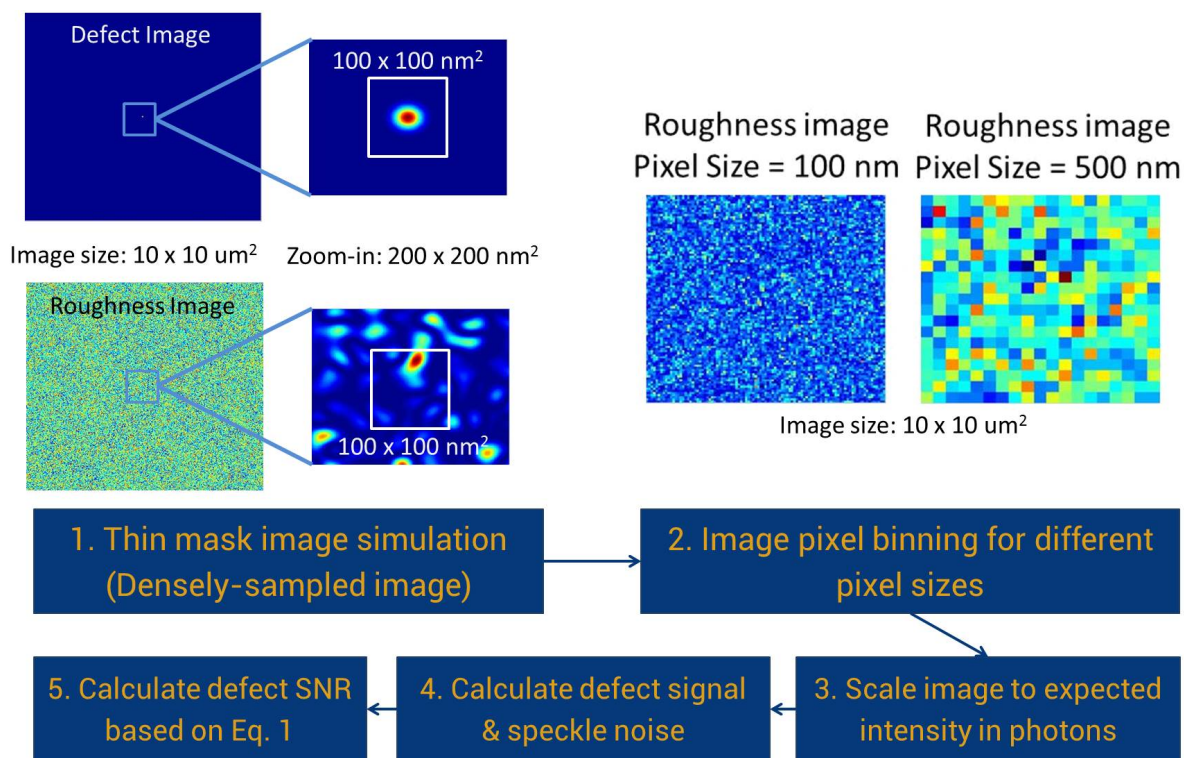 Defect Image
100 x 100 nm²
Image size: 10 x 10 um²
Zoom-in: 200 x 200 nm²
Roughness Image
100 x 100 nm²
Roughness image
Pixel Size = 100 nm
Roughness image
Pixel Size = 500 nm
Image size: 10 x 10 um²
1. Thin mask image simulation
(Densely-sampled image)
2. Image pixel binning for different
pixel sizes
3. Scale image to expected
intensity in photons
4. Calculate defect signal
& speckle noise
5. Calculate defect SNR
based on Eq. 1